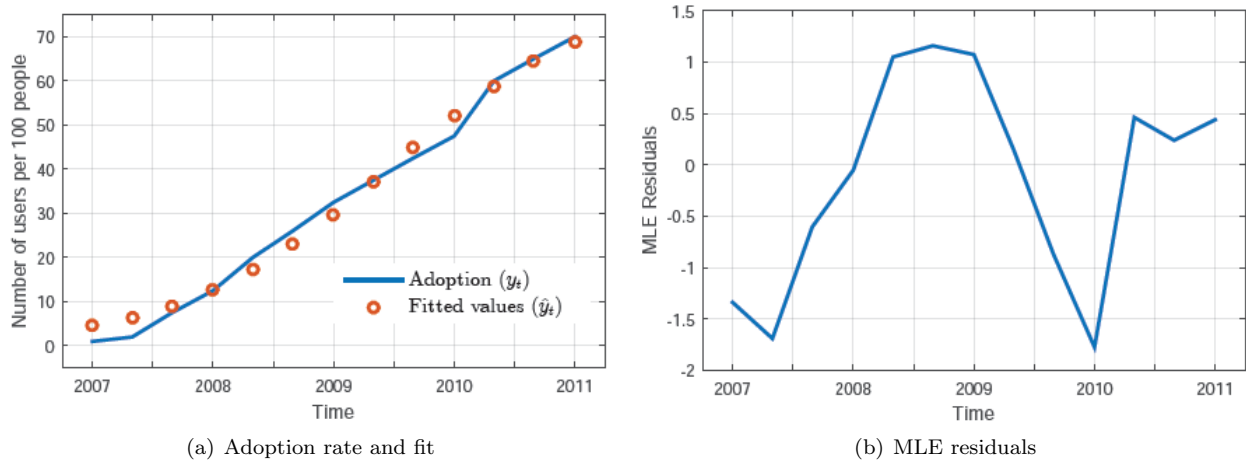 Number of users per 100 people
70
60
50
40
30
20
10
0
2007 2008 2009 2010 2011
Time
Adoption (yₜ)
Fitted values (ŷₜ)
(a) Adoption rate and fit
MLE Residuals
1.5
1
0.5
0
-0.5
-1
-1.5
-2
2007 2008 2009 2010 2011
Time
(b) MLE residuals